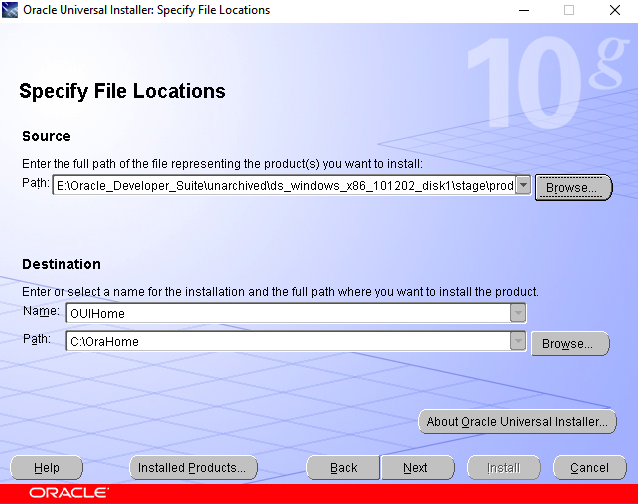 Oracle Universal Installer: Specify File Locations
10g
Specify File Locations
Source
Enter the full path of the file representing the product(s) you want to install:
Path: E:\Oracle_Developer_Suite\unarchived\ds_windows_x86_101202_disk1\stage\prod
Browse...
Destination
Enter or select a name for the installation and the full path where you want to install the product.
Name: OUIHome
Path: C:\OraHome
Browse...
About Oracle Universal Installer...
Help Installed Products... Back Next Install Cancel
ORACLE®